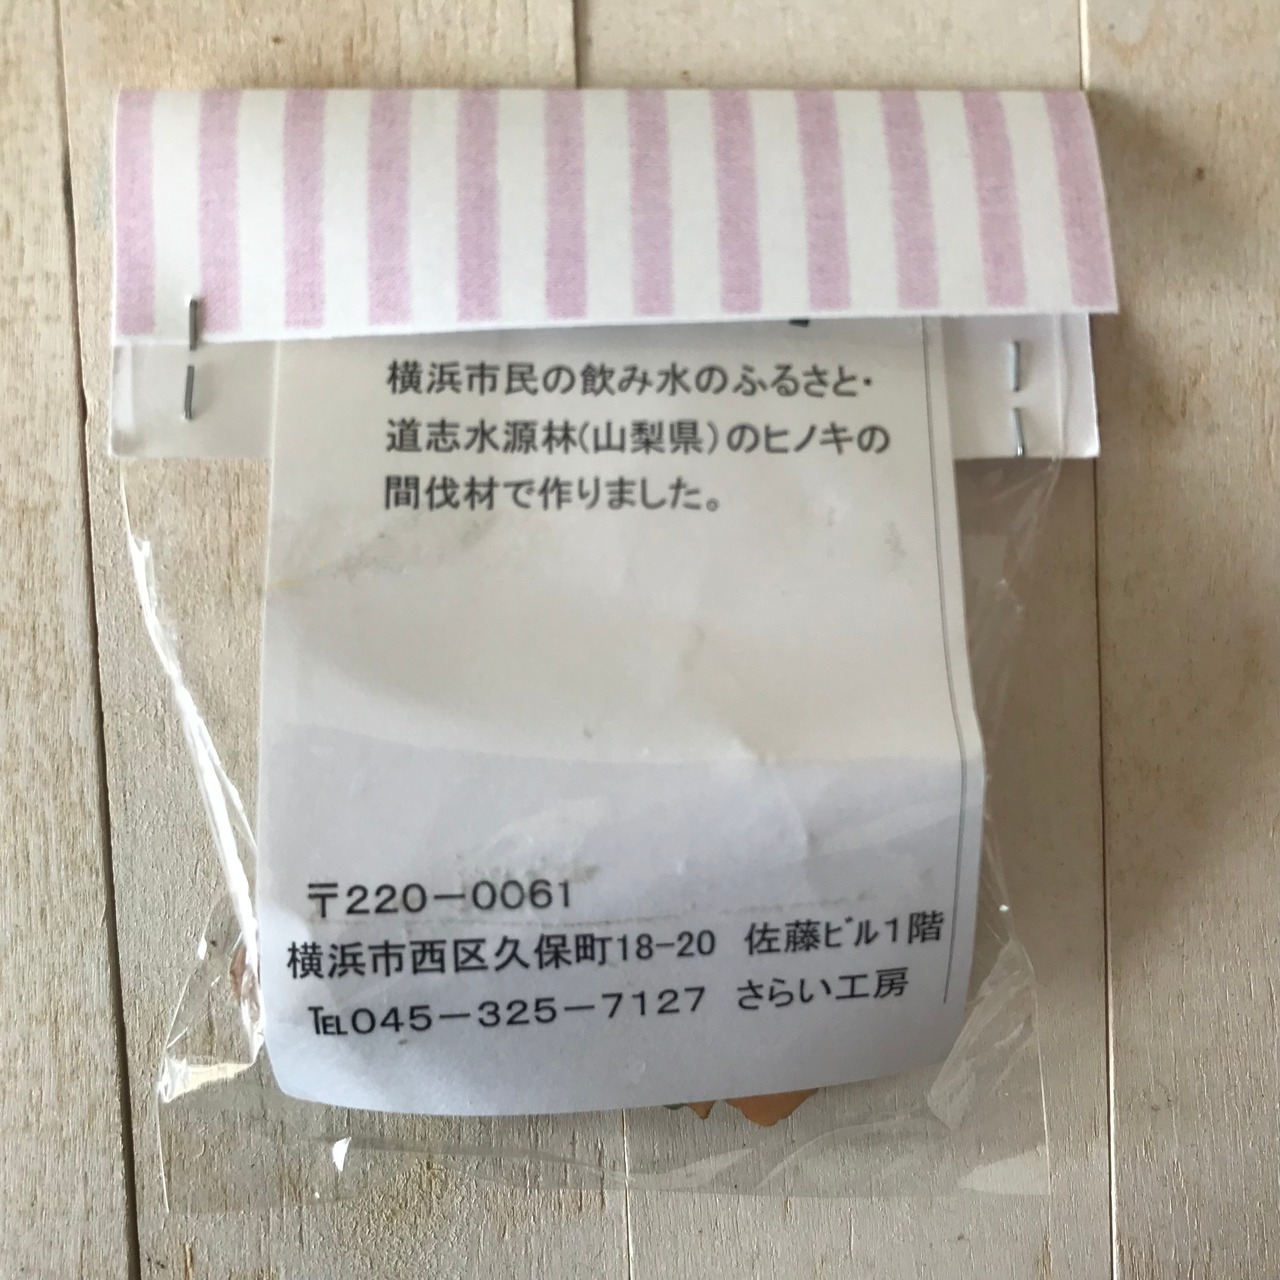 横浜市民の飲み水のふるさと・
道志水源林(山梨県)のヒノキの
間伐材で作りました。
〒220-0061
横浜市西区久保町18-20 佐藤ビル1階
℡045-325-7127 さらい工房